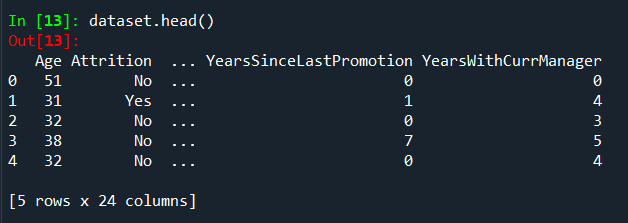 In [13]: dataset.head()
Out[13]:
   Age Attrition  ... YearsSinceLastPromotion YearsWithCurrManager
0   51        No  ...                       0                    0
1   31       Yes  ...                       1                    4
2   32        No  ...                       0                    3
3   38        No  ...                       7                    5
4   32        No  ...                       0                    4
[5 rows x 24 columns]